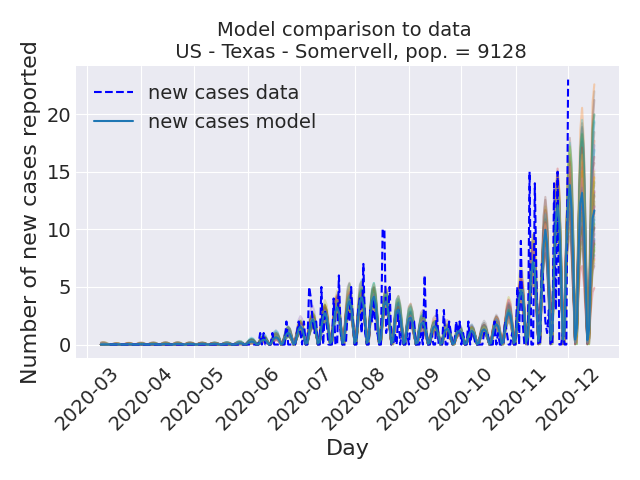 Model comparison to data
US - Texas - Somervell, pop. = 9128
Number of new cases reported
new cases data
new cases model
20
15
10
5
0
2020-03
2020-04
2020-05
2020-06
2020-07
2020-08
2020-09
2020-10
2020-11
2020-12
Day